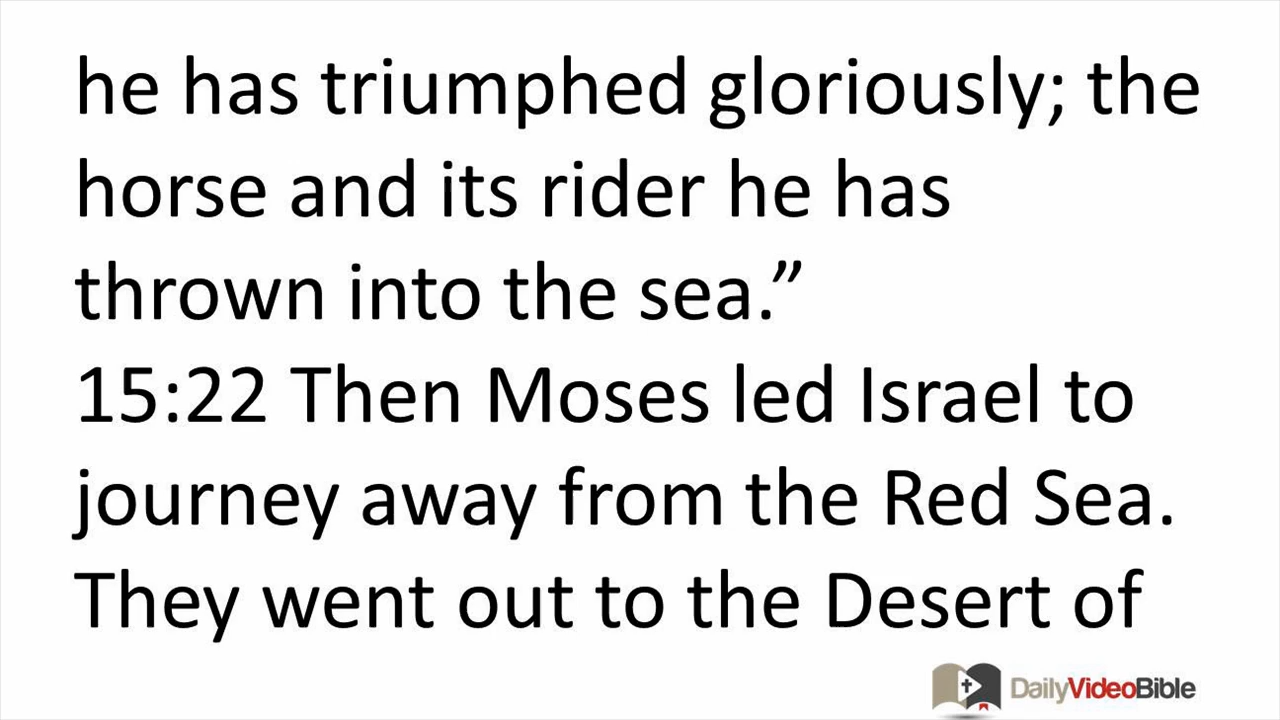 he has triumphed gloriously; the
horse and its rider he has
thrown into the sea.”
15:22 Then Moses led Israel to
journey away from the Red Sea.
They went out to the Desert of
DailyVideoBible